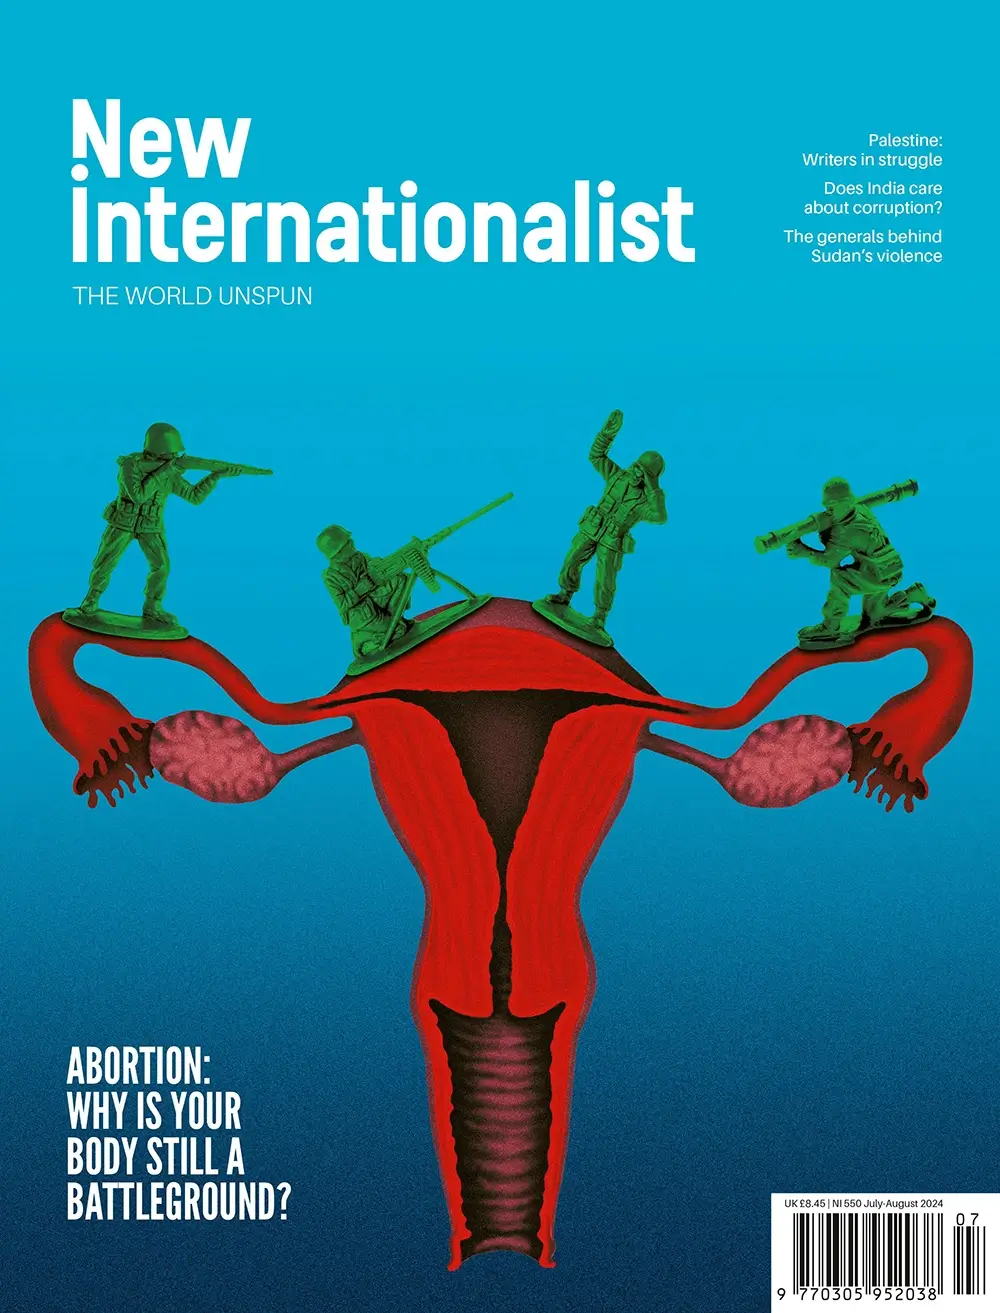 New
internationalist
THE WORLD UNSPUN
Palestine:
Writers in struggle
Does India care
about corruption?
The generals behind
Sudan’s violence
ABORTION:
WHY IS YOUR
BODY STILL A
BATTLEGROUND?
UK £8.45 | NI 550 July-August 2024
07
9 770305 952038